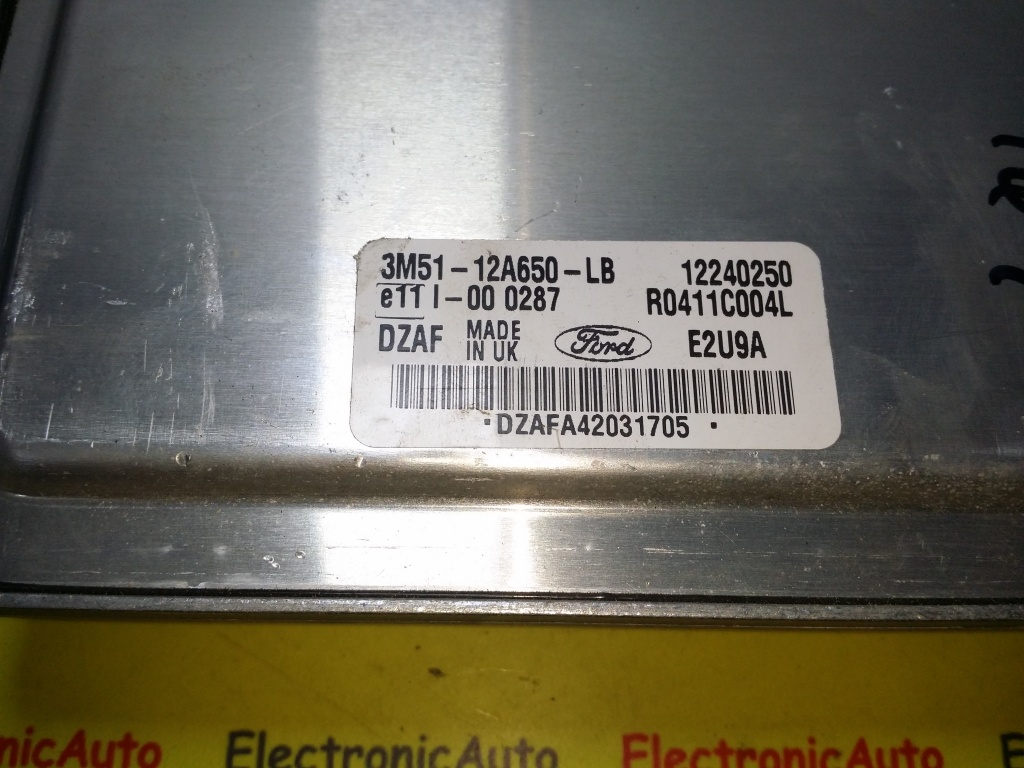 3M51-12A650-LB 12240250
e11 I-00 0287 R0411C004L
DZAF MADE IN UK Ford E2U9A
·DZAFA42031705 ·
ElectronicAuto ElectronicAuto